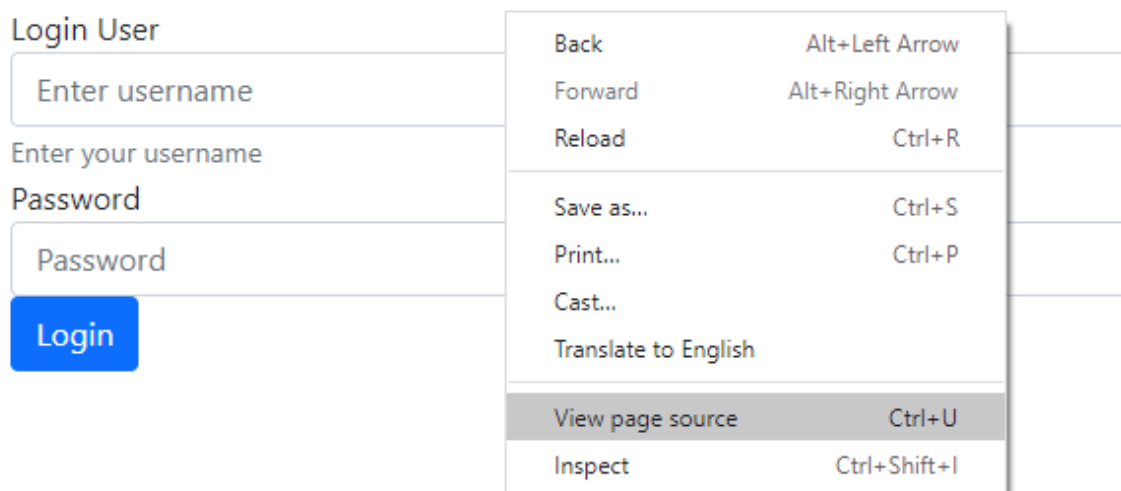 Login User
Enter username
Enter your username
Password
Password
Login
Back Alt+Left Arrow
Forward Alt+Right Arrow
Reload Ctrl+R
Save as... Ctrl+S
Print... Ctrl+P
Cast...
Translate to English
View page source Ctrl+U
Inspect Ctrl+Shift+I